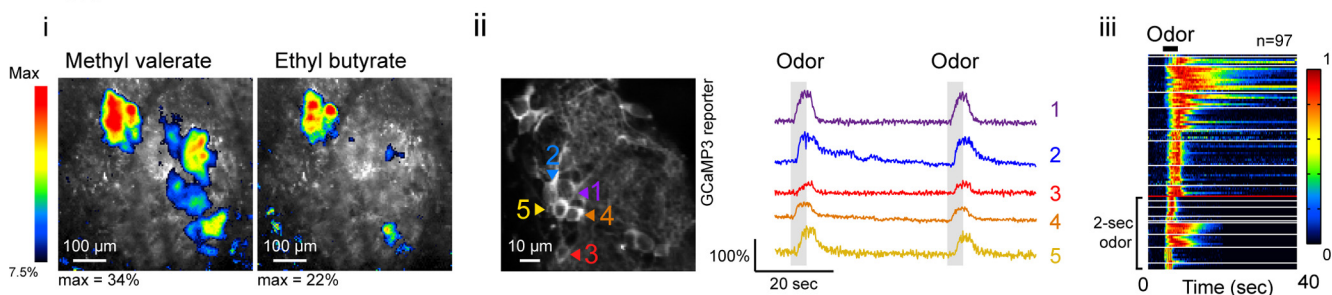 i
Methyl valerate
Ethyl butyrate
Max
7.5%
100 µm
max = 34%
100 µm
max = 22%
ii
2
1
5
4
3
10 µm
GCaMP3 reporter
Odor
Odor
1
2
3
4
5
100%
20 sec
iii
Odor
n=97
2-sec
odor
0
Time (sec)
40
1
0